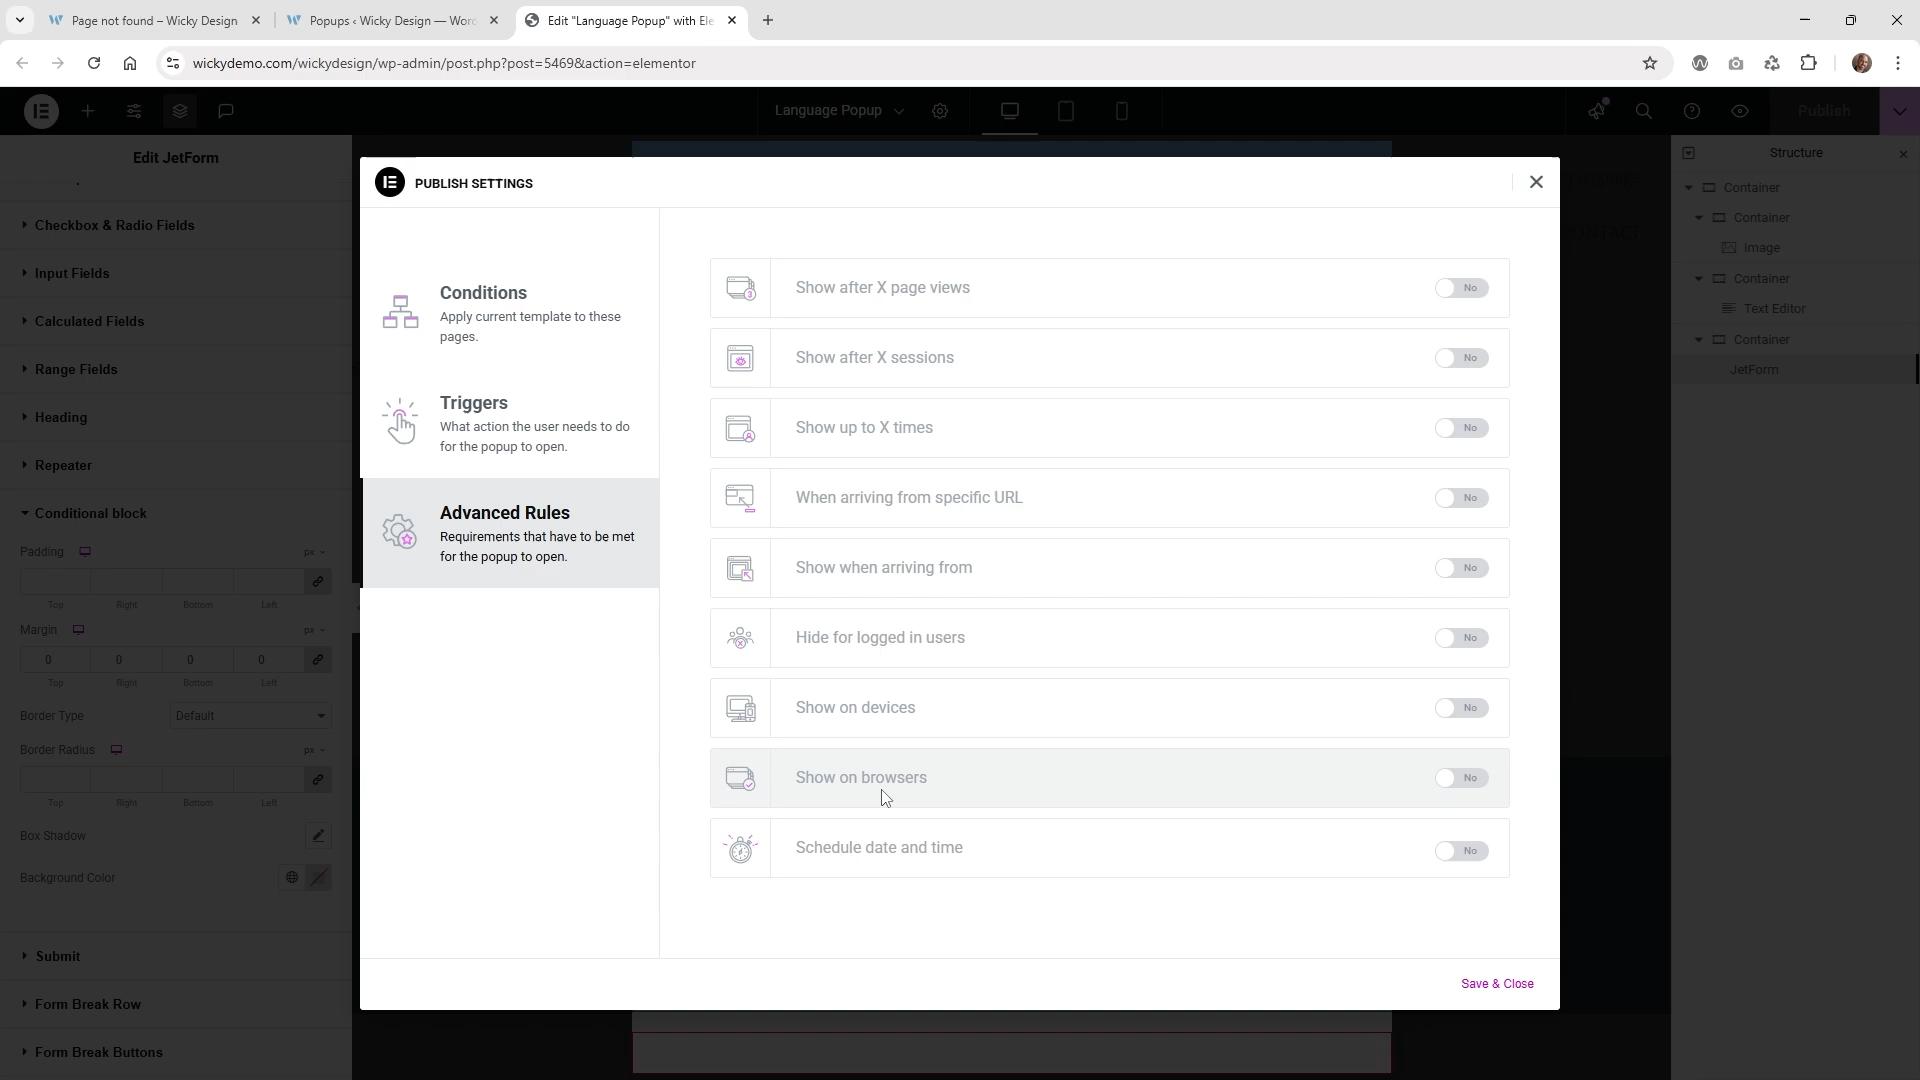 Page not found – Wicky Design
Popups ‹ Wicky Design — Wor
Edit "Language Popup" with Ele
wickydemo.com/wickydesign/wp-admin/post.php?post=5469&action=elementor
Language Popup
Publish
Edit JetForm
Checkbox & Radio Fields
Input Fields
Calculated Fields
Range Fields
Heading
Repeater
Conditional block
Padding
px
Top Right Bottom Left
Margin
px
0 0 0 0
Top Right Bottom Left
Border Type
Default
Border Radius
px
Top Right Bottom Left
Box Shadow
Background Color
Submit
Form Break Row
Form Break Buttons
PUBLISH SETTINGS
Conditions
Apply current template to these
pages.
Triggers
What action the user needs to do
for the popup to open.
Advanced Rules
Requirements that have to be met
for the popup to open.
3
Show after X page views
No
Show after X sessions
No
Show up to X times
No
When arriving from specific URL
No
Show when arriving from
No
Hide for logged in users
No
Show on devices
No
Show on browsers
No
Schedule date and time
No
Save & Close
Structure
Container
Container
Image
Container
Text Editor
Container
JetForm